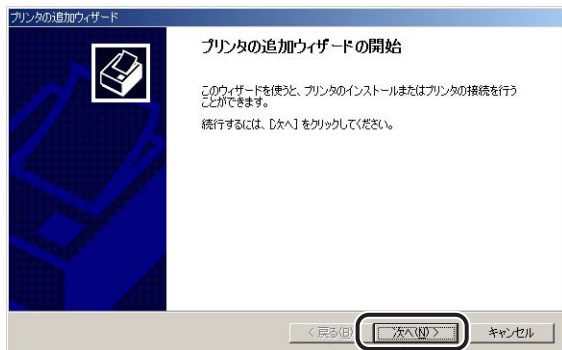 プリンタの追加ウィザード
プリンタの追加ウィザードの開始
このウィザードを使うと、プリンタのインストールまたはプリンタの接続を行う
ことができます。
続行するには、[次へ] をクリックしてください。
< 戻る(B) 次へ(N) > キャンセル